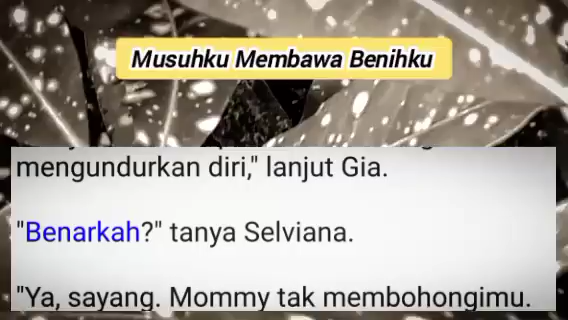 Musuhku Membawa Benihku
mengundurkan diri," lanjut Gia.
"Benarkah?" tanya Selviana.
"Ya, sayang. Mommy tak membohongimu.